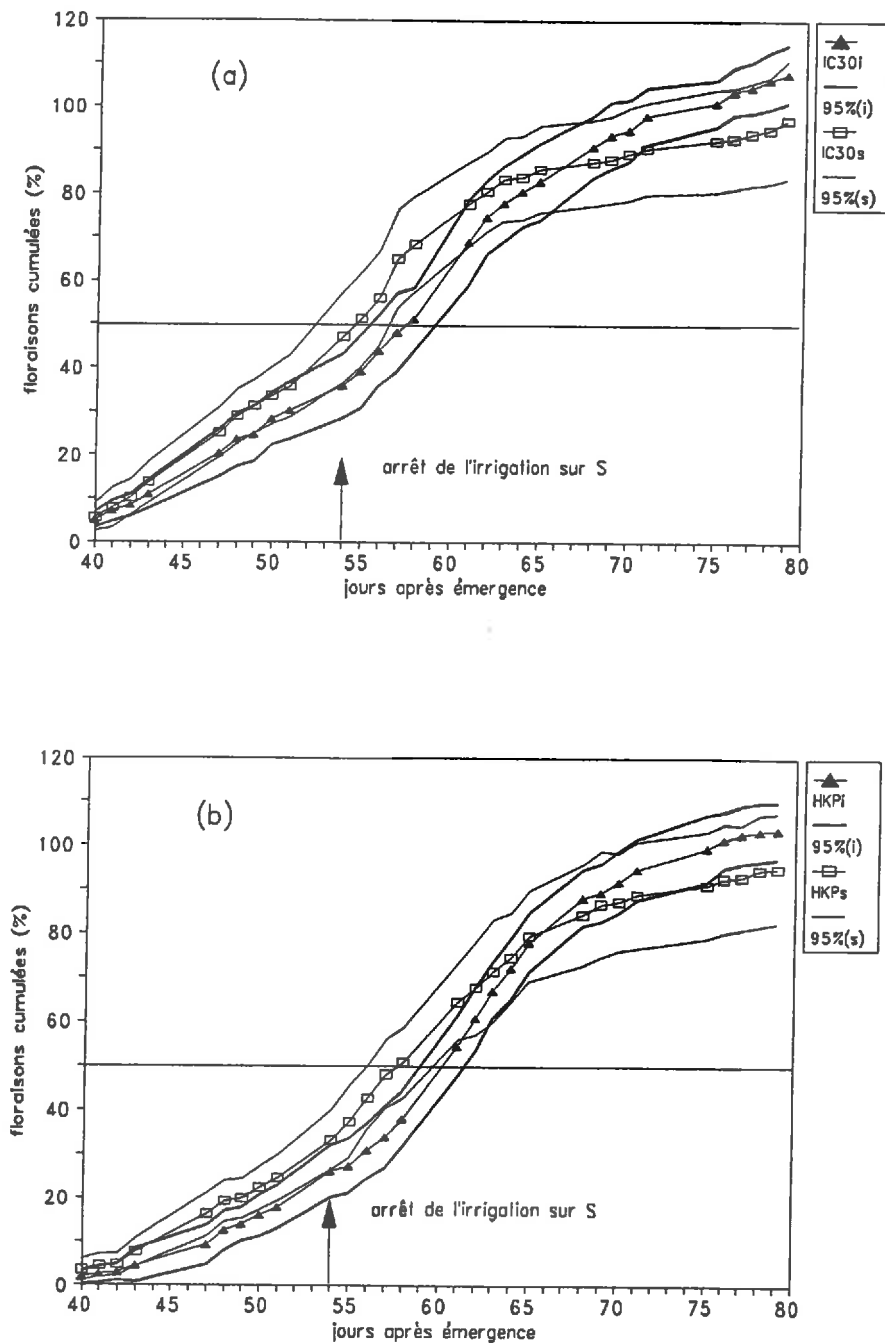 120
100
80
60
40
20
0
floraisons cumulées (%)
(a)
arrêt de l'irrigation sur S
40 45 50 55 60 65 70 75 80
jours après émergence
IC30i
95%(i)
IC30s
95%(s)
120
100
80
60
40
20
0
floraisons cumulées (%)
(b)
arrêt de l'irrigation sur S
40 45 50 55 60 65 70 75 80
jours après émergence
HKPi
95%(i)
HKPs
95%(s)